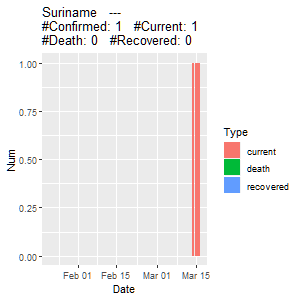 Suriname   ---
#Confirmed: 1   #Current: 1
#Death: 0   #Recovered: 0
1.00
0.75
0.50
0.25
0.00
Num
Feb 01
Feb 15
Mar 01
Mar 15
Date
Type
current
death
recovered